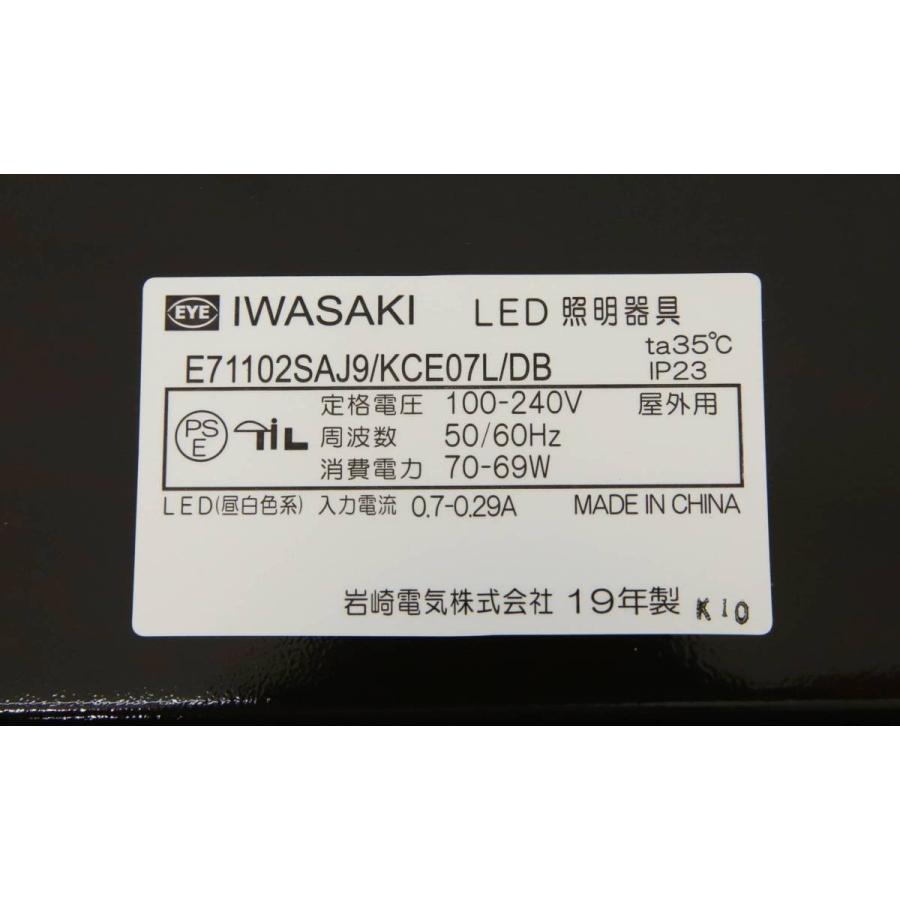 EYE IWASAKI LED 照明器具
ta35℃
E71102SAJ9/KCE07L/DB IP23
PSE TIL 定格電圧 100-240V 屋外用
周波数 50/60Hz
消費電力 70-69W
LED(昼白色系) 入力電流 0.7-0.29A MADE IN CHINA
岩崎電気株式会社 19年製 K10